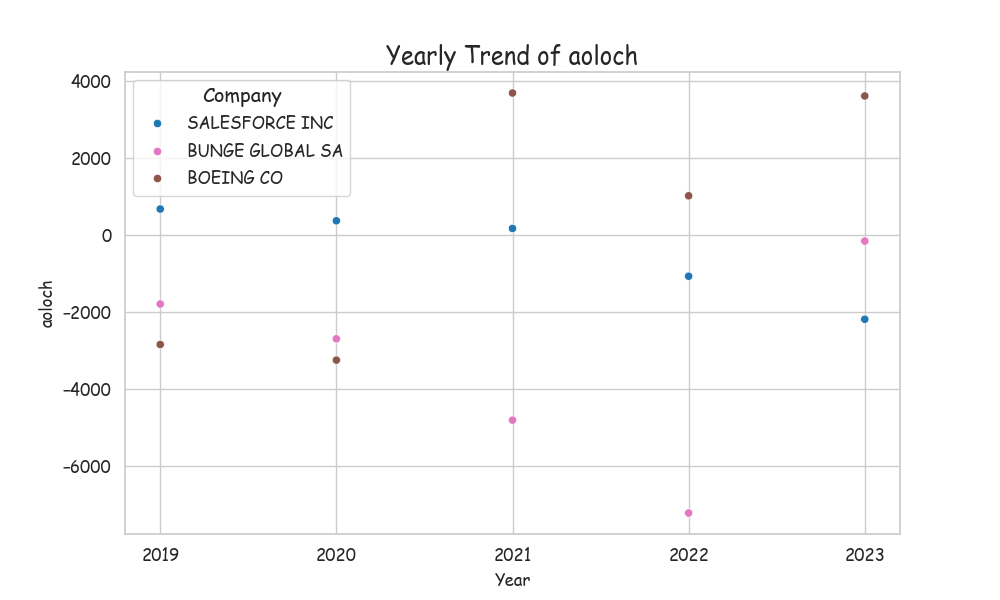 Yearly Trend of aoloch
4000
2000
0
-2000
-4000
-6000
aoloch
Company
SALESFORCE INC
BUNGE GLOBAL SA
BOEING CO
2019 2020 2021 2022 2023
Year